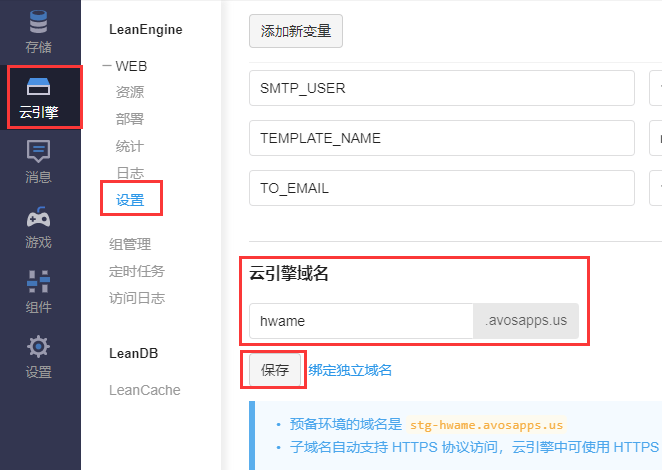 存储
云引擎
消息
游戏
组件
设置
LeanEngine
WEB
资源
部署
统计
日志
设置
组管理
定时任务
访问日志
LeanDB
LeanCache
添加新变量
SMTP_USER
TEMPLATE_NAME
TO_EMAIL
云引擎域名
hwame .avosapps.us
保存 绑定独立域名
• 预备环境的域名是 stg-hwame.avosapps.us
• 子域名自动支持 HTTPS 协议访问，云引擎中可使用 HTTPS